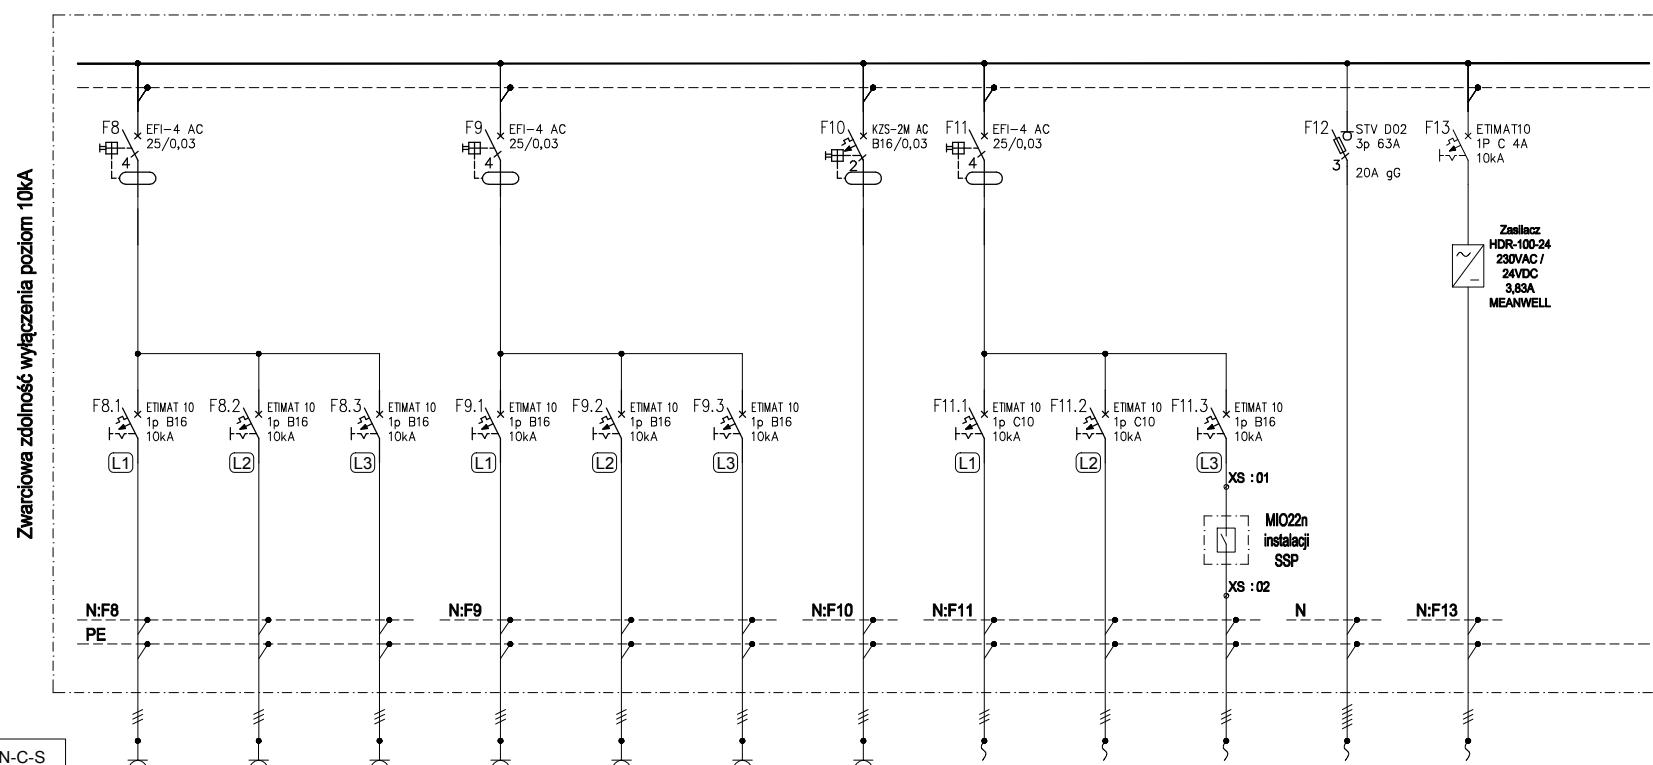 Zwarciowa zdolność wyłączenia poziom 10kA
F8
EFI-4 AC
25/0,03
4
F9
EFI-4 AC
25/0,03
4
F10
KZS-2M AC
B16/0,03
2
F11
EFI-4 AC
25/0,03
4
F12
STV D02
3p 63A
3
20A gG
F13
ETIMAT10
1P C 4A
10kA
Zasilacz
HDR-100-24
230VAC /
24VDC
3,83A
MEANWELL
F8.1
ETIMAT 10
1p B16
10kA
L1
F8.2
ETIMAT 10
1p B16
10kA
L2
F8.3
ETIMAT 10
1p B16
10kA
L3
F9.1
ETIMAT 10
1p B16
10kA
L1
F9.2
ETIMAT 10
1p B16
10kA
L2
F9.3
ETIMAT 10
1p B16
10kA
L3
F11.1
ETIMAT 10
1p C10
10kA
L1
F11.2
ETIMAT 10
1p C10
10kA
L2
F11.3
ETIMAT 10
1p B16
10kA
L3
XS :01
MIO22n
instalacji
SSP
XS :02
N:F8
N:F9
N:F10
N:F11
N
N:F13
PE
N-C-S